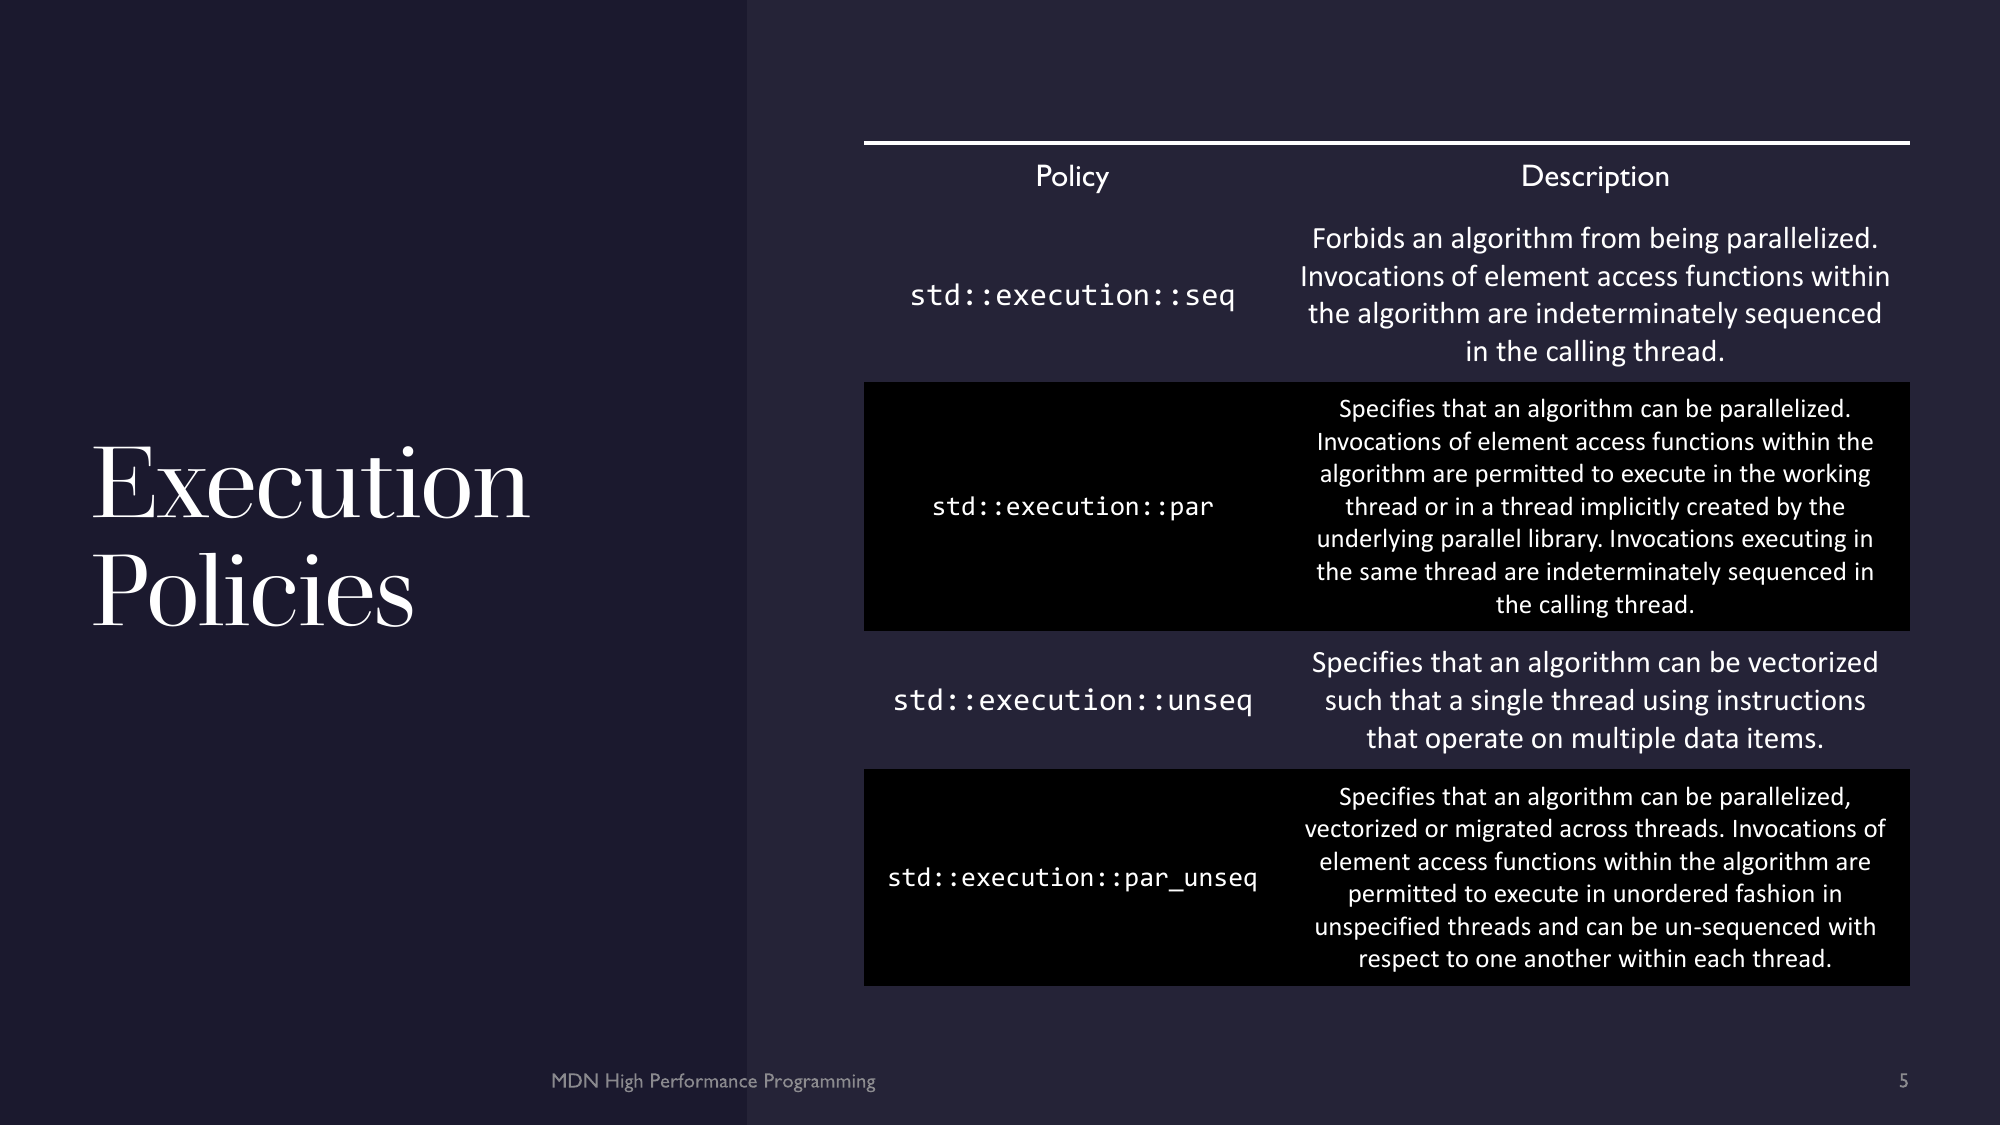 Execution
Policies
Policy
Description
std::execution::seq
Forbids an algorithm from being parallelized.
Invocations of element access functions within
the algorithm are indeterminately sequenced
in the calling thread.
std::execution::par
Specifies that an algorithm can be parallelized.
Invocations of element access functions within the
algorithm are permitted to execute in the working
thread or in a thread implicitly created by the
underlying parallel library. Invocations executing in
the same thread are indeterminately sequenced in
the calling thread.
std::execution::unseq
Specifies that an algorithm can be vectorized
such that a single thread using instructions
that operate on multiple data items.
std::execution::par_unseq
Specifies that an algorithm can be parallelized,
vectorized or migrated across threads. Invocations of
element access functions within the algorithm are
permitted to execute in unordered fashion in
unspecified threads and can be un-sequenced with
respect to one another within each thread.
MDN High Performance Programming
5